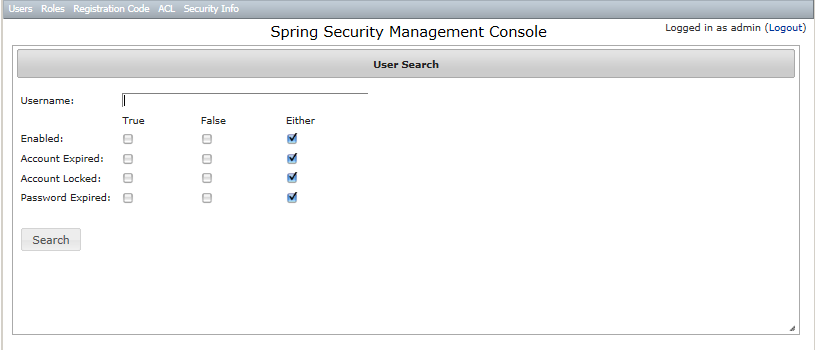 Users Roles Registration Code ACL Security Info
Spring Security Management Console
Logged in as admin (Logout)
User Search
Username:
True False Either
Enabled:
Account Expired:
Account Locked:
Password Expired:
Search